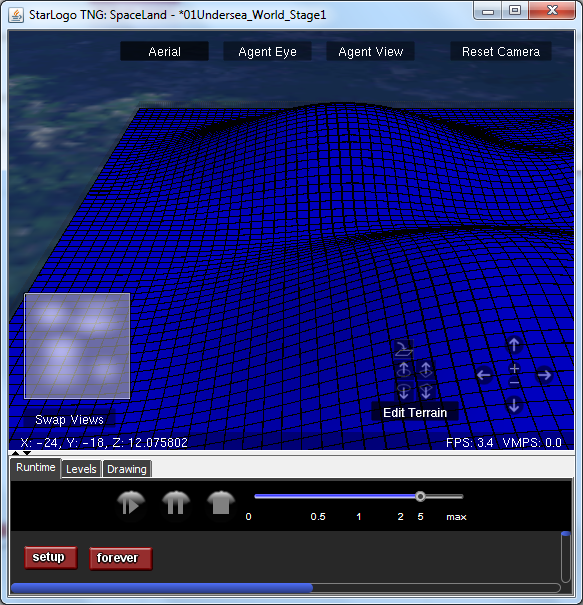 StarLogo TNG: SpaceLand - *01Undersea_World_Stage1
Aerial Agent Eye Agent View Reset Camera
Edit Terrain
Swap Views
X: -24, Y: -18, Z: 12.075802 FPS: 3.4 VMPS: 0.0
Runtime Levels Drawing
0 0.5 1 2 5 max
setup forever